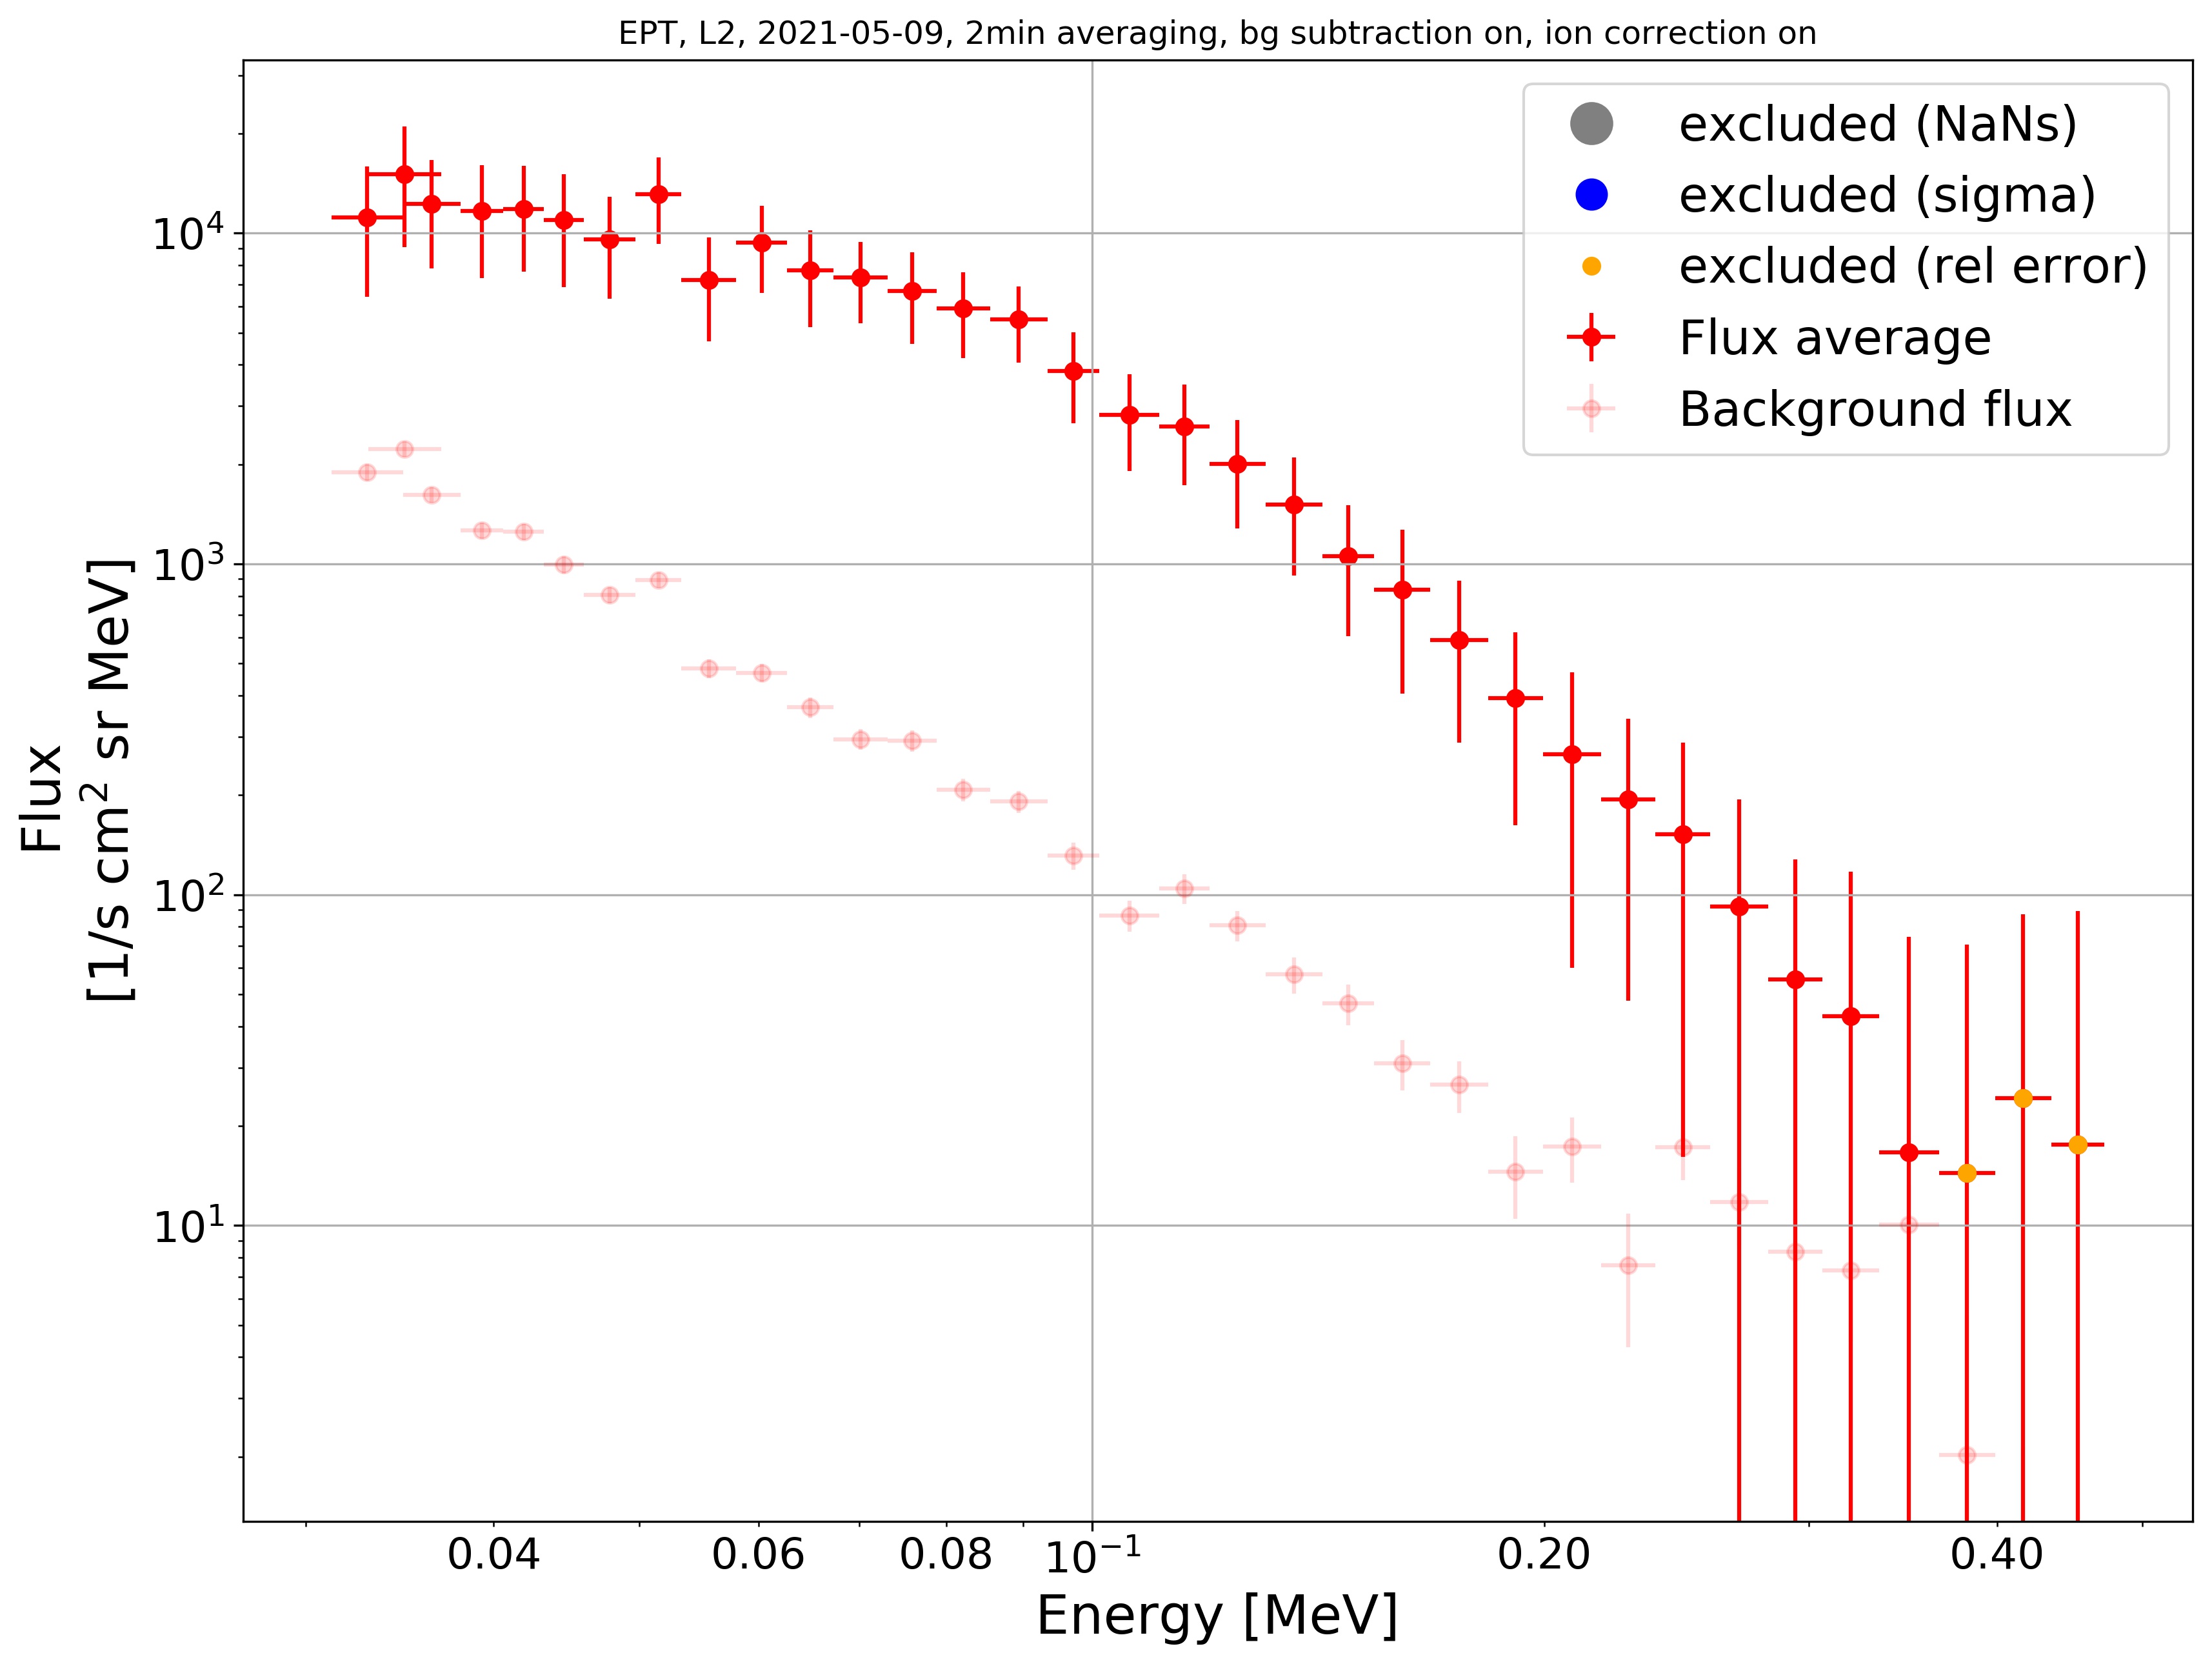 EPT, L2, 2021-05-09, 2min averaging, bg subtraction on, ion correction on
excluded (NaNs)
excluded (sigma)
excluded (rel error)
Flux average
Background flux
10⁴
10³
10²
10¹
Flux
[1/s cm² sr MeV]
0.04
0.06
0.08
10⁻¹
0.20
0.40
Energy [MeV]